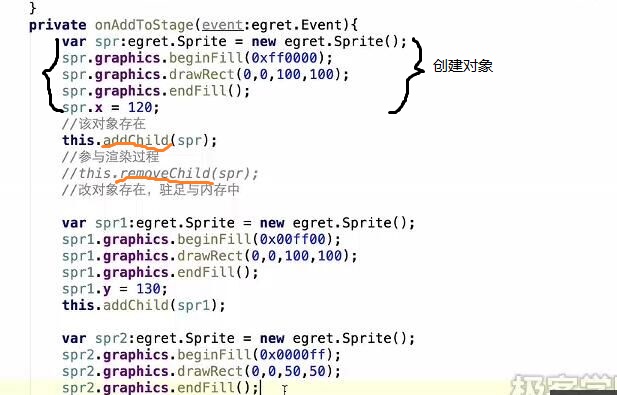 }
private onAddToStage(event:egret.Event){
var spr:egret.Sprite = new egret.Sprite();
spr.graphics.beginFill(0xff0000);
spr.graphics.drawRect(0,0,100,100);
spr.graphics.endFill();
spr.x = 120;
创建对象
//该对象存在
this.addChild(spr);
//参与渲染过程
//this.removeChild(spr);
//改对象存在，驻足与内存中
var spr1:egret.Sprite = new egret.Sprite();
spr1.graphics.beginFill(0x00ff00);
spr1.graphics.drawRect(0,0,100,100);
spr1.graphics.endFill();
spr1.y = 130;
this.addChild(spr1);
var spr2:egret.Sprite = new egret.Sprite();
spr2.graphics.beginFill(0x0000ff);
spr2.graphics.drawRect(0,0,50,50);
spr2.graphics.endFill();